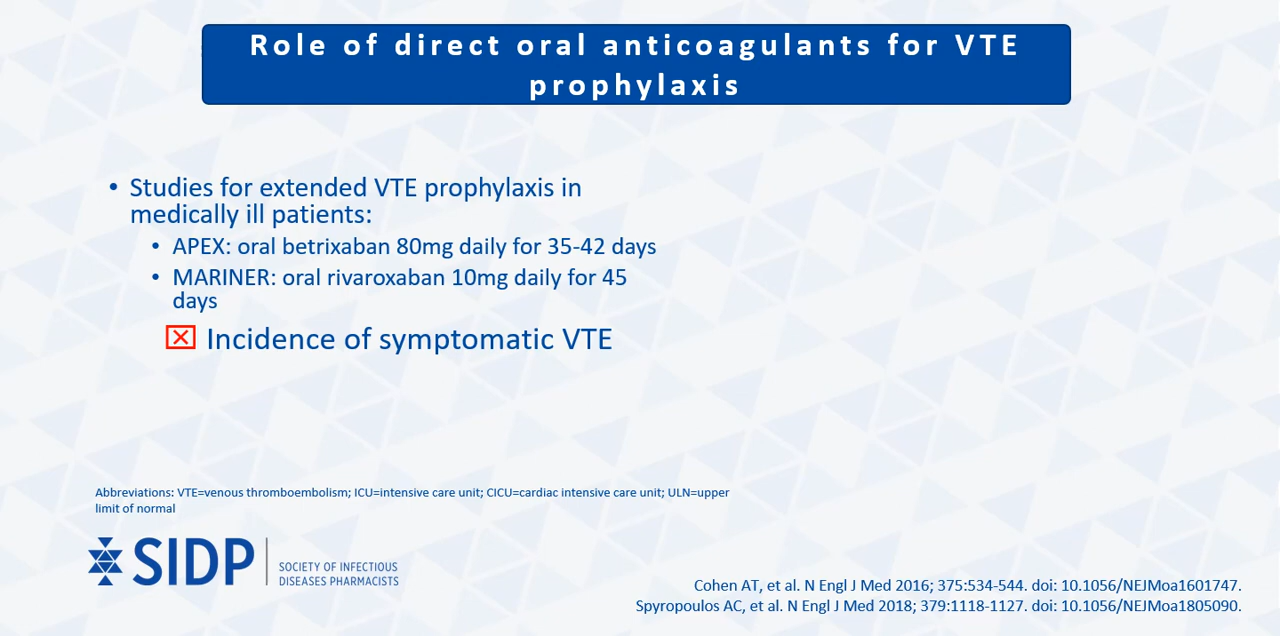 Role of direct oral anticoagulants for VTE
prophylaxis
• Studies for extended VTE prophylaxis in
medically ill patients:
• APEX: oral betrixaban 80mg daily for 35-42 days
• MARINER: oral rivaroxaban 10mg daily for 45
days
☒ Incidence of symptomatic VTE
Abbreviations: VTE=venous thromboembolism; ICU=intensive care unit; CICU=cardiac intensive care unit; ULN=upper
limit of normal
SIDP
SOCIETY OF INFECTIOUS
DISEASES PHARMACISTS
Cohen AT, et al. N Engl J Med 2016; 375:534-544. doi: 10.1056/NEJMoa1601747.
Spyropoulos AC, et al. N Engl J Med 2018; 379:1118-1127. doi: 10.1056/NEJMoa1805090.